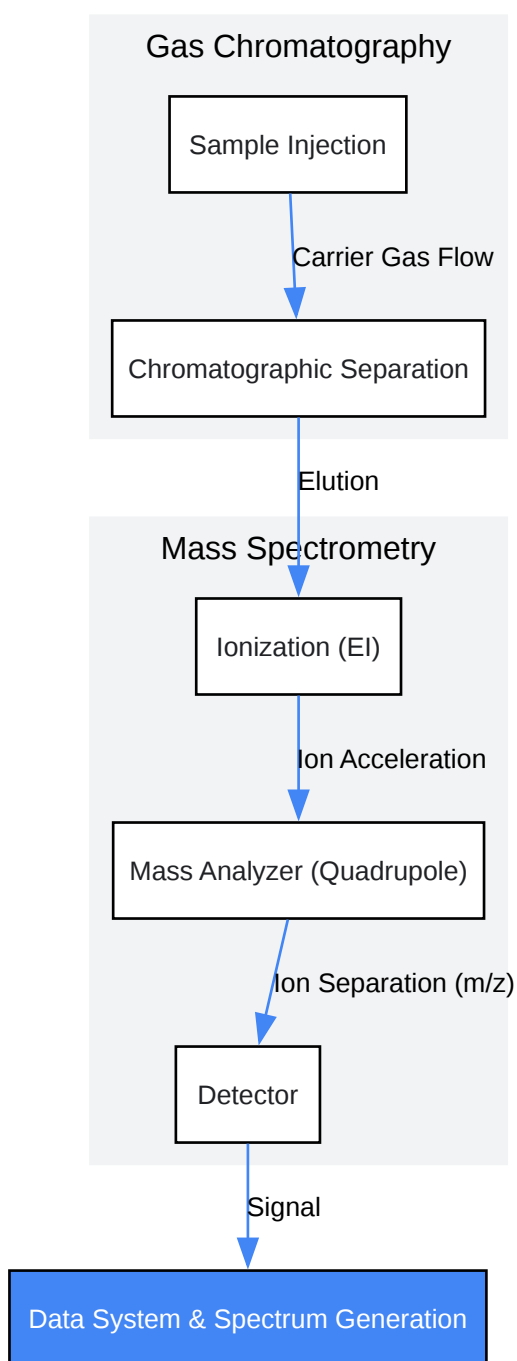 Gas Chromatography
Sample Injection
Carrier Gas Flow
Chromatographic Separation
Elution
Mass Spectrometry
Ionization (EI)
Ion Acceleration
Mass Analyzer (Quadrupole)
Ion Separation (m/z)
Detector
Signal
Data System & Spectrum Generation